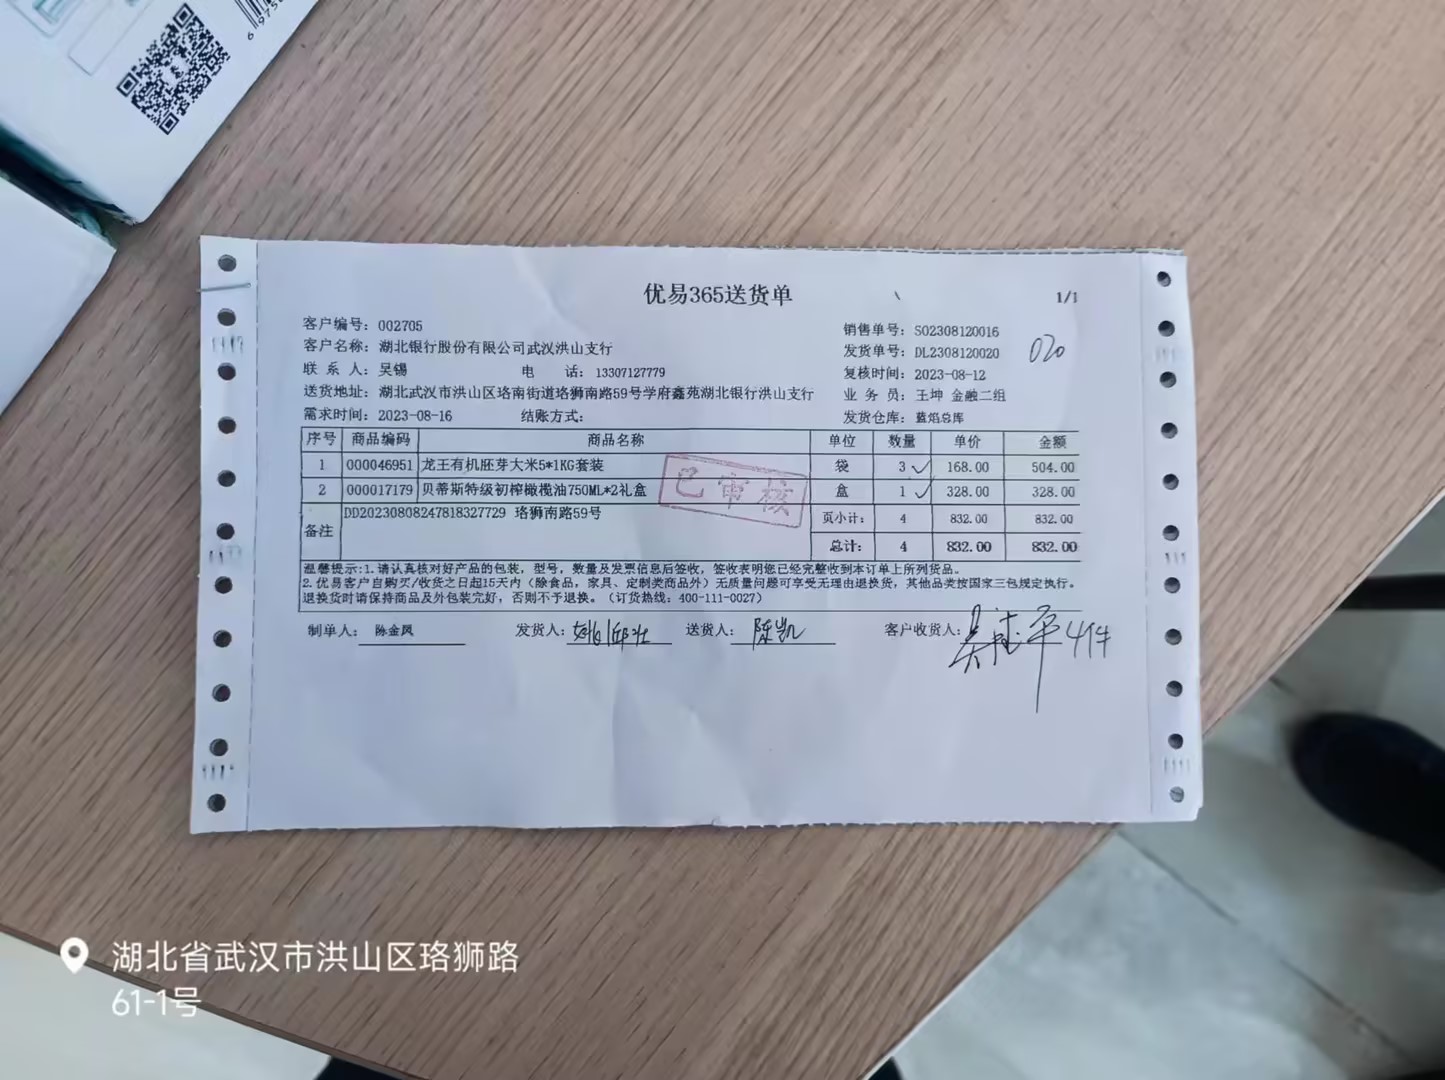 优易365送货单
1/1
客户编号：002705
销售单号：SO2308120016
客户名称：湖北银行股份有限公司武汉洪山支行
发货单号：DL2308120020
020
联 系 人：吴锡
电 话：13307127779
复核时间：2023-08-12
送货地址：湖北武汉市洪山区珞南街道珞狮南路59号学府鑫苑湖北银行洪山支行
业 务 员：王坤 金融二组
需求时间：2023-08-16
结账方式：
发货仓库：蓝焰总库
序号 商品编码 商品名称 单位 数量 单价 金额
1 000046951 龙王有机胚芽大米5*1KG套装 袋 3 ✓ 168.00 504.00
2 000017179 贝蒂斯特级初榨橄榄油750ML*2礼盒 盒 1 ✓ 328.00 328.00
已审核
备注 DD20230808247818327729 珞狮南路59号
页小计： 4 832.00 832.00
总计： 4 832.00 832.00
温馨提示：1.请认真核对好产品的包装，型号，数量及发票信息后签收，签收表明您已经完整收到本订单上所列货品。
2.优易客户自购买/收货之日起15天内（除食品，家具、定制类商品外）无质量问题可享受无理由退换货，其他品类按国家三包规定执行。
退换货时请保持商品及外包装完好，否则不予退换。（订货热线：400-111-0027）
制单人： 陈金凤
发货人：
送货人： 陈凯
客户收货人： 4件
湖北省武汉市洪山区珞狮路
61-1号